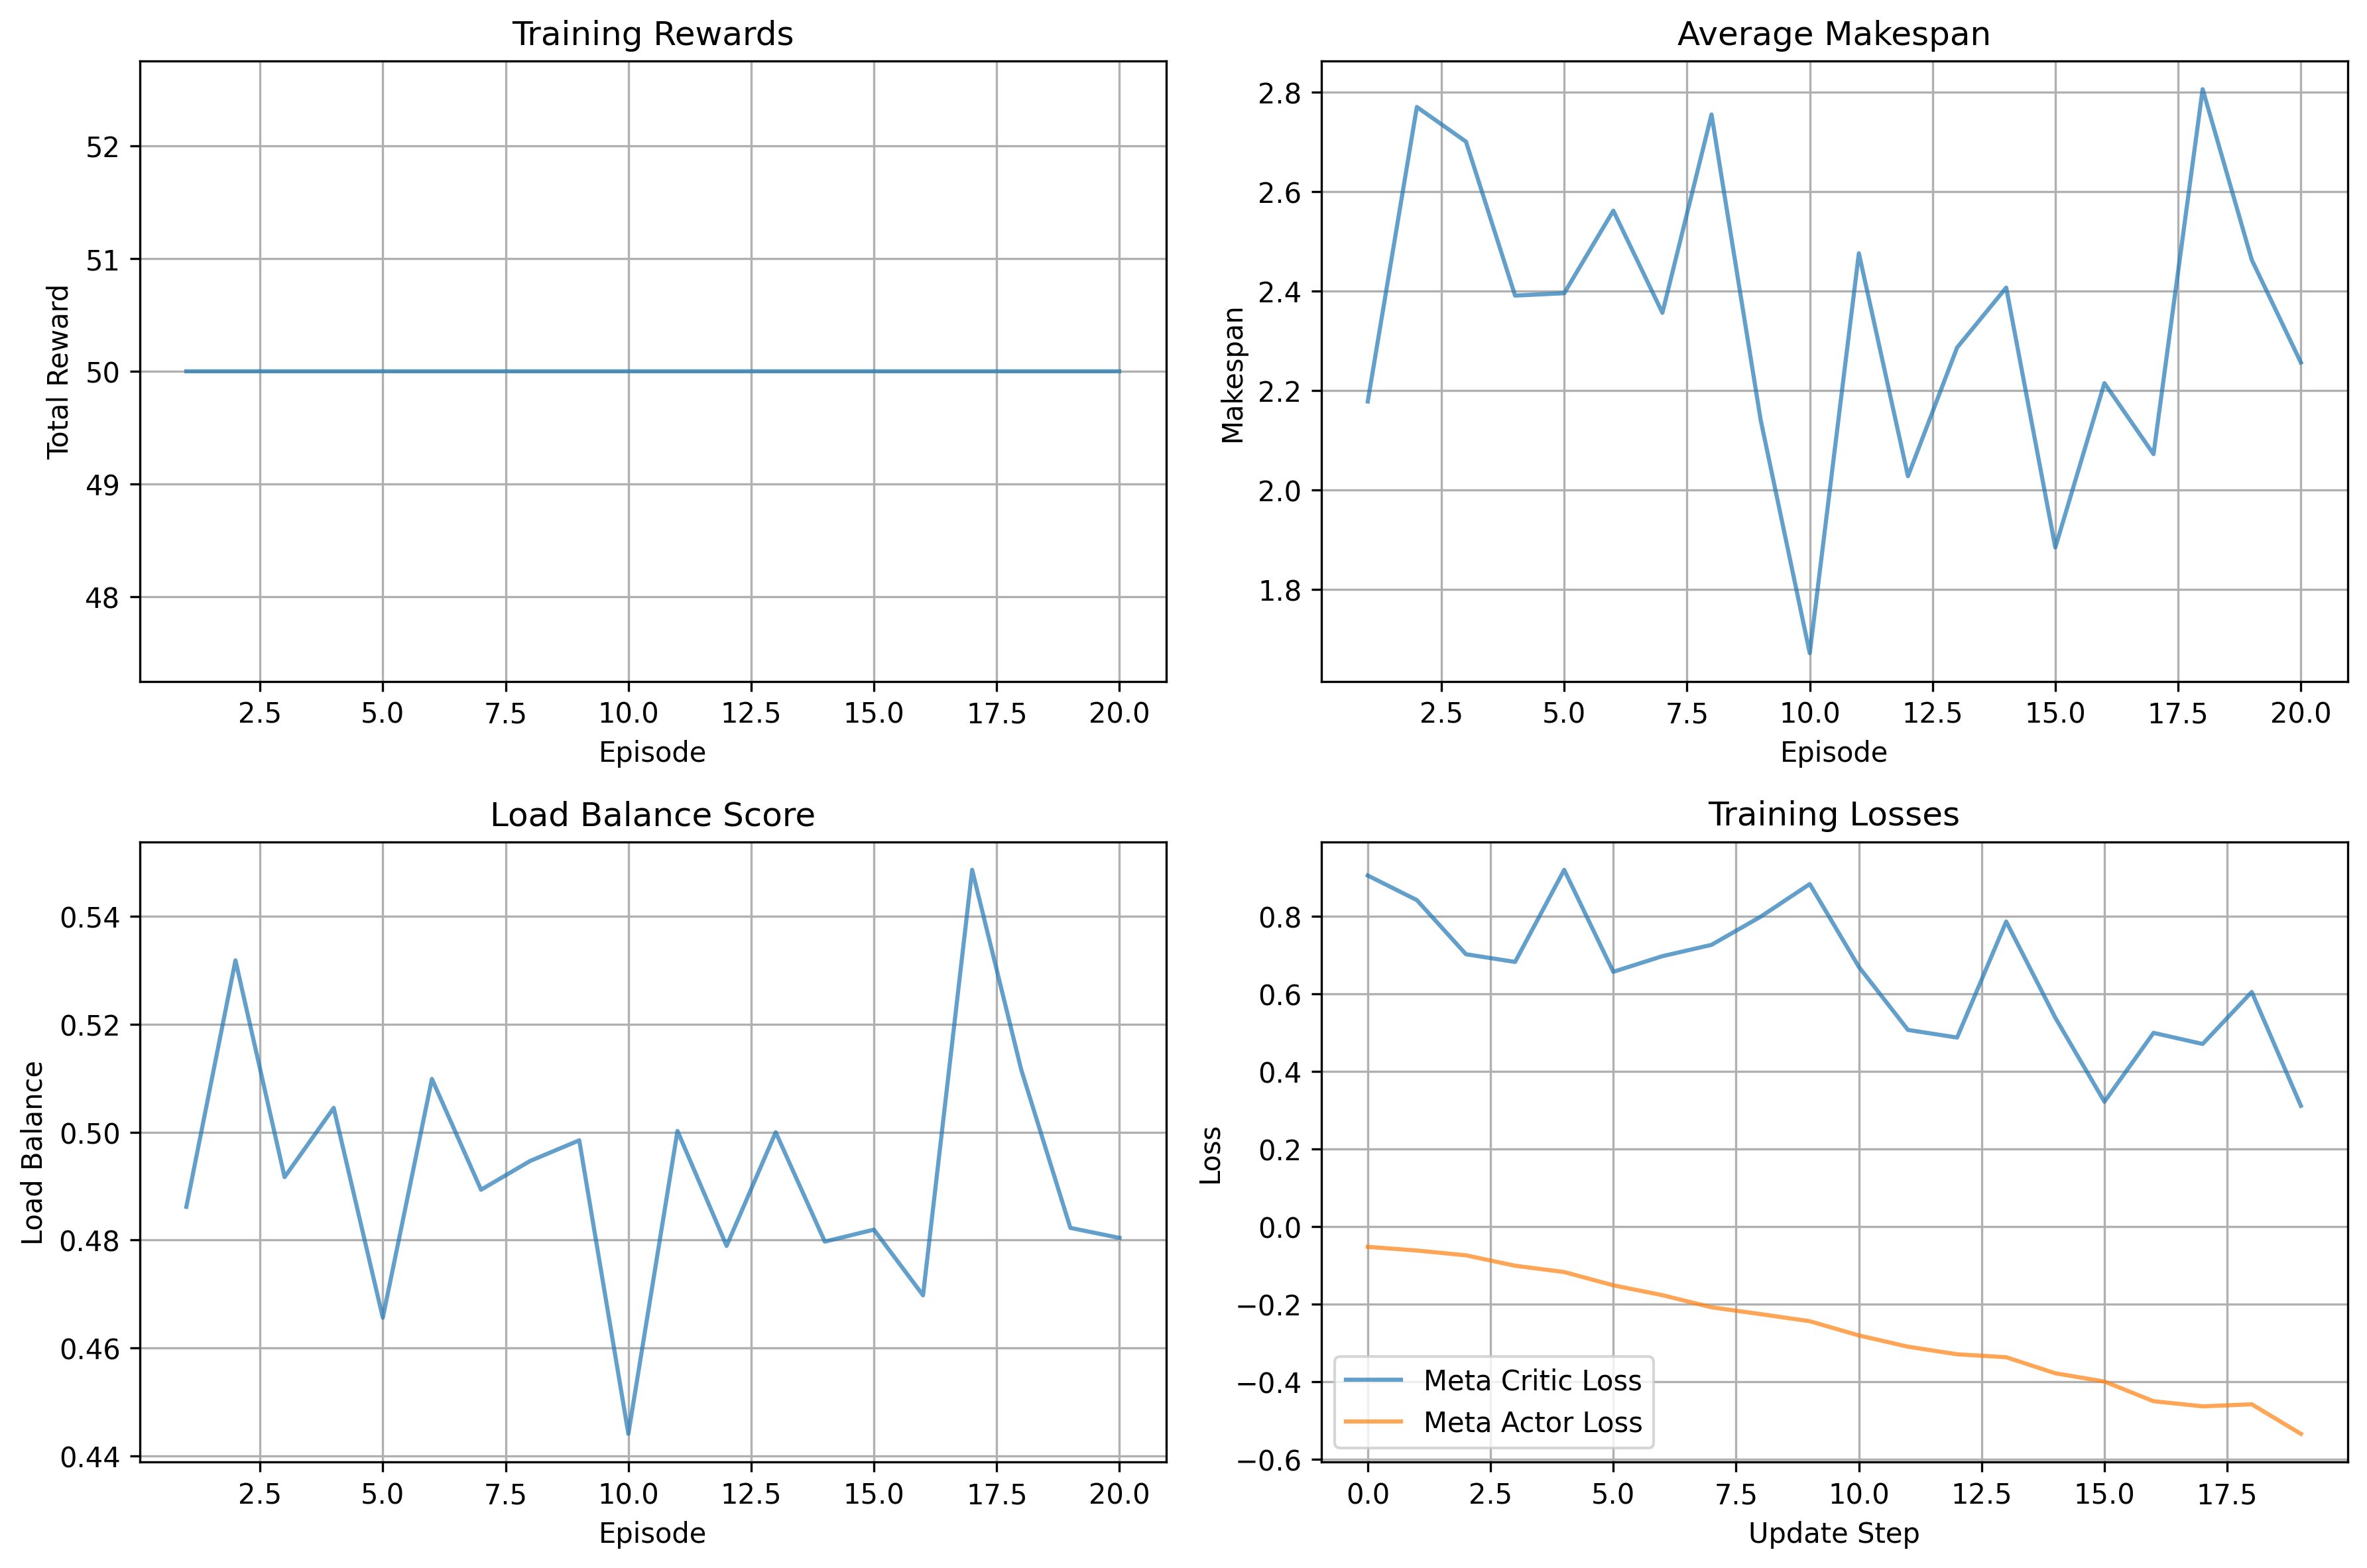 Training Rewards
Total Reward
52
51
50
49
48
2.5 5.0 7.5 10.0 12.5 15.0 17.5 20.0
Episode
Average Makespan
Makespan
2.8
2.6
2.4
2.2
2.0
1.8
2.5 5.0 7.5 10.0 12.5 15.0 17.5 20.0
Episode
Load Balance Score
Load Balance
0.54
0.52
0.50
0.48
0.46
0.44
2.5 5.0 7.5 10.0 12.5 15.0 17.5 20.0
Episode
Training Losses
Loss
0.8
0.6
0.4
0.2
0.0
−0.2
−0.4
−0.6
Meta Critic Loss
Meta Actor Loss
0.0 2.5 5.0 7.5 10.0 12.5 15.0 17.5
Update Step